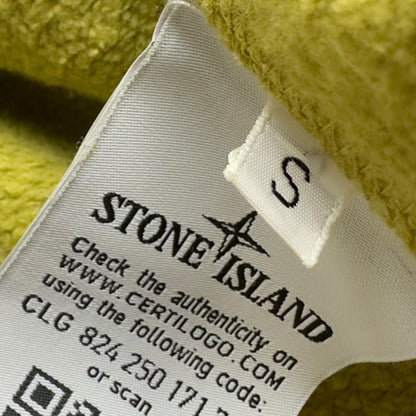 S
STONE ISLAND
Check the authenticity on
WWW.CERTILOGO.COM
using the following code:
CLG 824 250 171
or scan